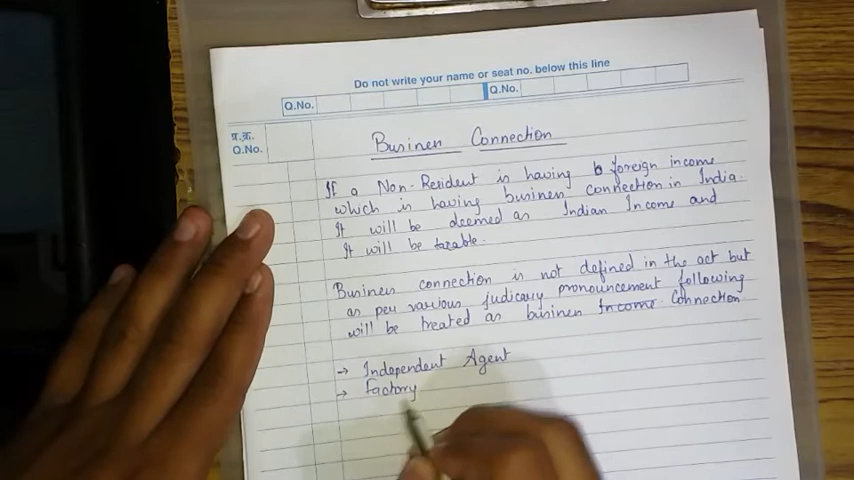 Do not write your name or seat no. below this line
Q.No. Q.No.
प्र.क्र.
Q.No.
Business Connection
If a Non-Resident is having foreign income
which is having business connection in India.
It will be deemed as Indian Income and
It will be taxable.
Business connection is not defined in the act but
as per various judicary pronouncement following
will be treated as business Income Connection
→ Independent Agent
→ Factory